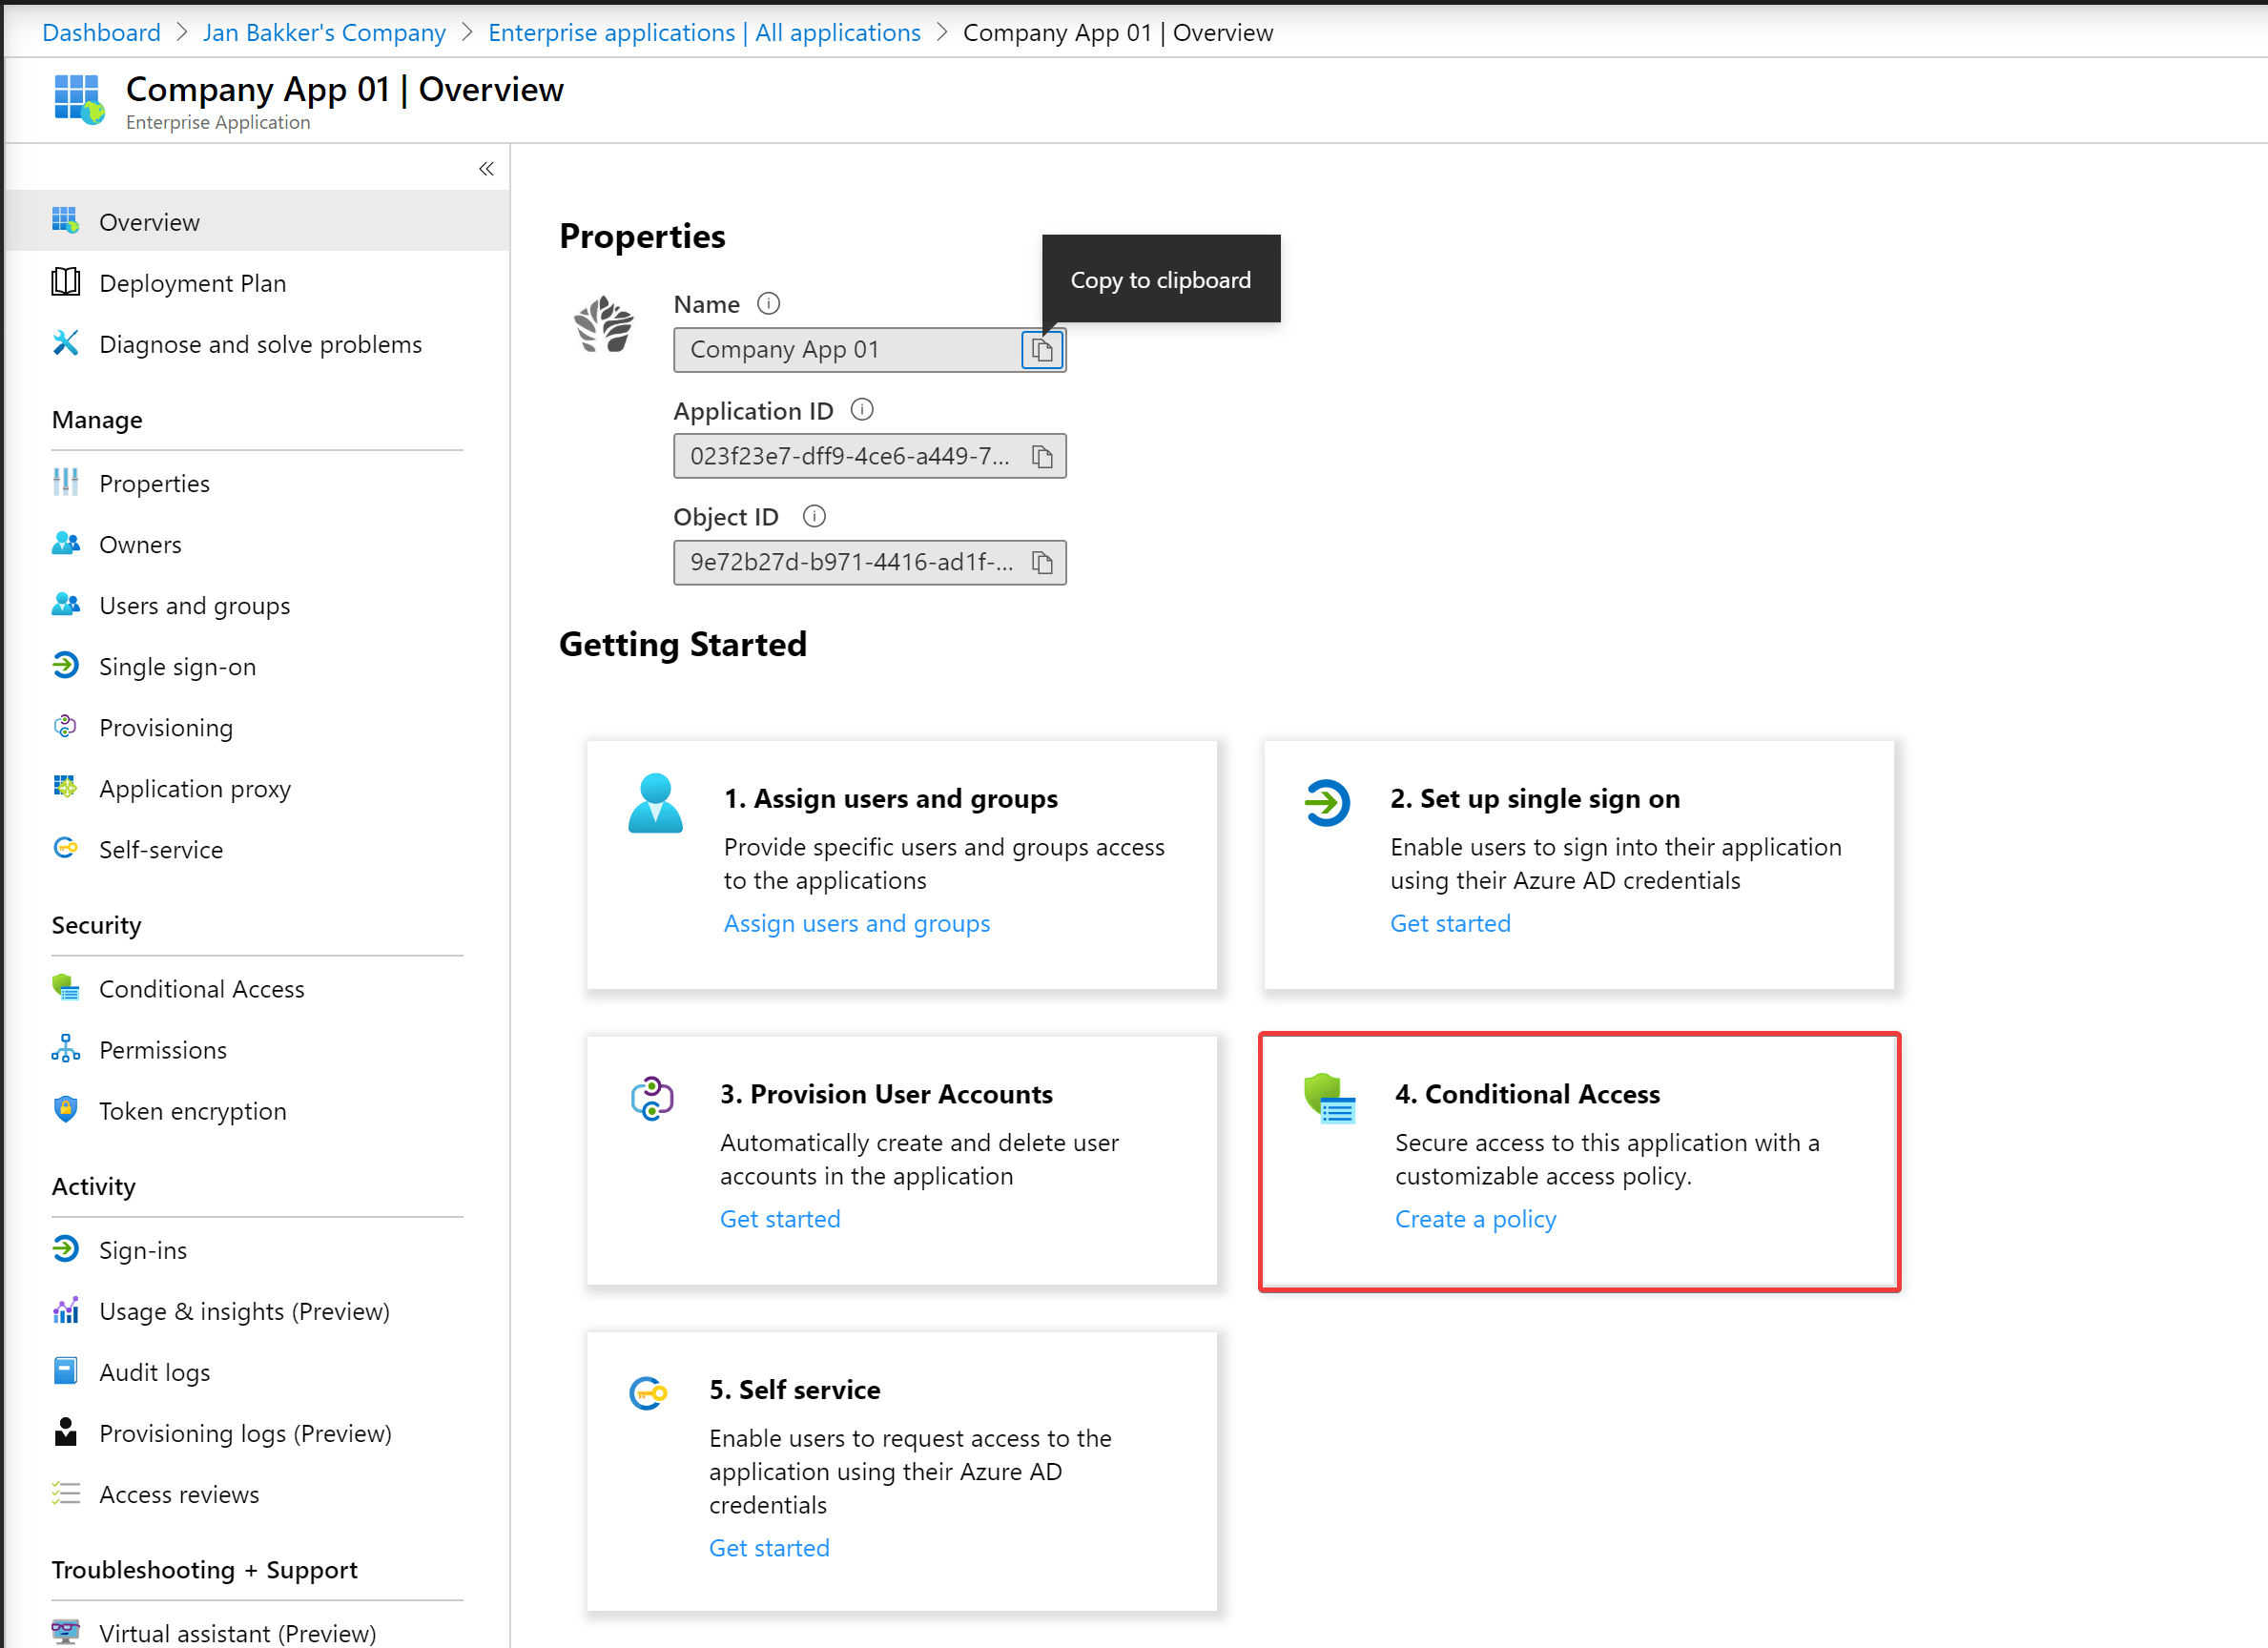 Dashboard > Jan Bakker's Company > Enterprise applications | All applications > Company App 01 | Overview
Company App 01 | Overview
Enterprise Application
«
Overview
Deployment Plan
Diagnose and solve problems
Manage
Properties
Owners
Users and groups
Single sign-on
Provisioning
Application proxy
Self-service
Security
Conditional Access
Permissions
Token encryption
Activity
Sign-ins
Usage & insights (Preview)
Audit logs
Provisioning logs (Preview)
Access reviews
Troubleshooting + Support
Virtual assistant (Preview)
Properties
Copy to clipboard
Name
Company App 01
Application ID
023f23e7-dff9-4ce6-a449-7...
Object ID
9e72b27d-b971-4416-ad1f-...
Getting Started
1. Assign users and groups
Provide specific users and groups access
to the applications
Assign users and groups
2. Set up single sign on
Enable users to sign into their application
using their Azure AD credentials
Get started
3. Provision User Accounts
Automatically create and delete user
accounts in the application
Get started
4. Conditional Access
Secure access to this application with a
customizable access policy.
Create a policy
5. Self service
Enable users to request access to the
application using their Azure AD
credentials
Get started